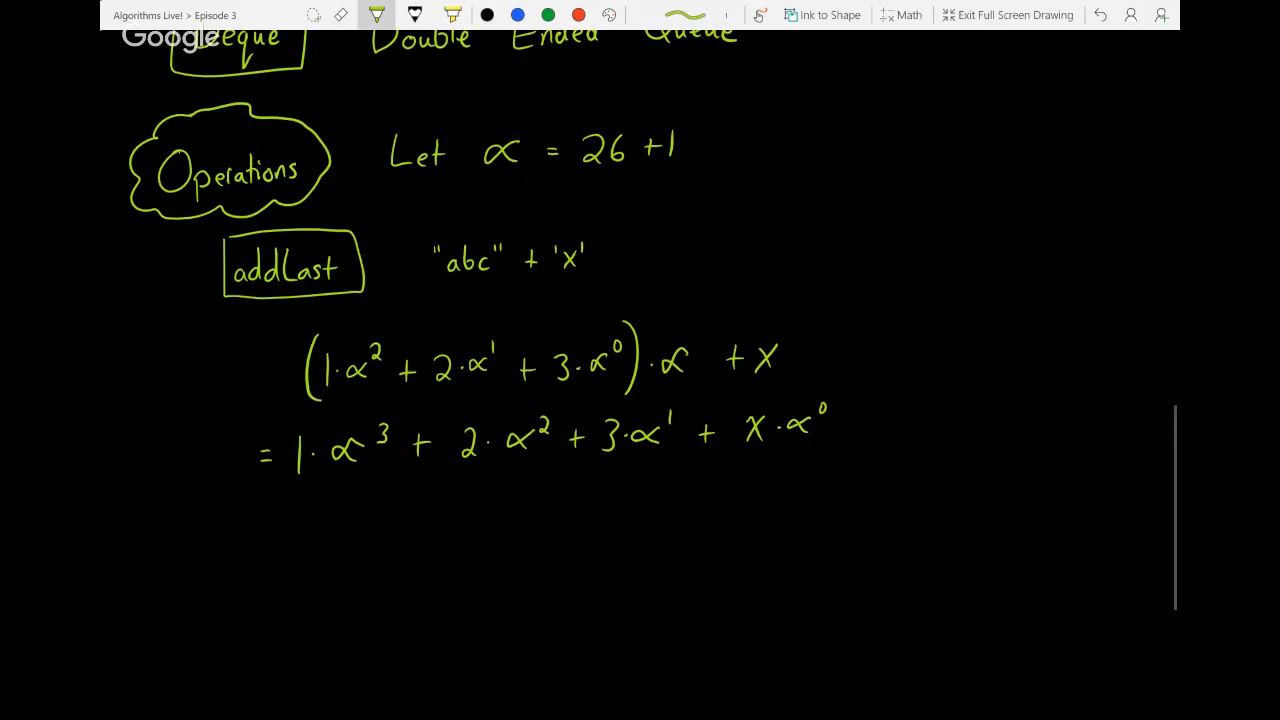 Algorithms Live! > Episode 3 Ink to Shape Math Exit Full Screen Drawing
Google
Deque Double Ended Queue
Operations Let α = 26 +1
addLast "abc" + 'x'
(1·α² + 2·α¹ + 3·α⁰)·α + x
= 1·α³ + 2·α² + 3·α¹ + x·α⁰